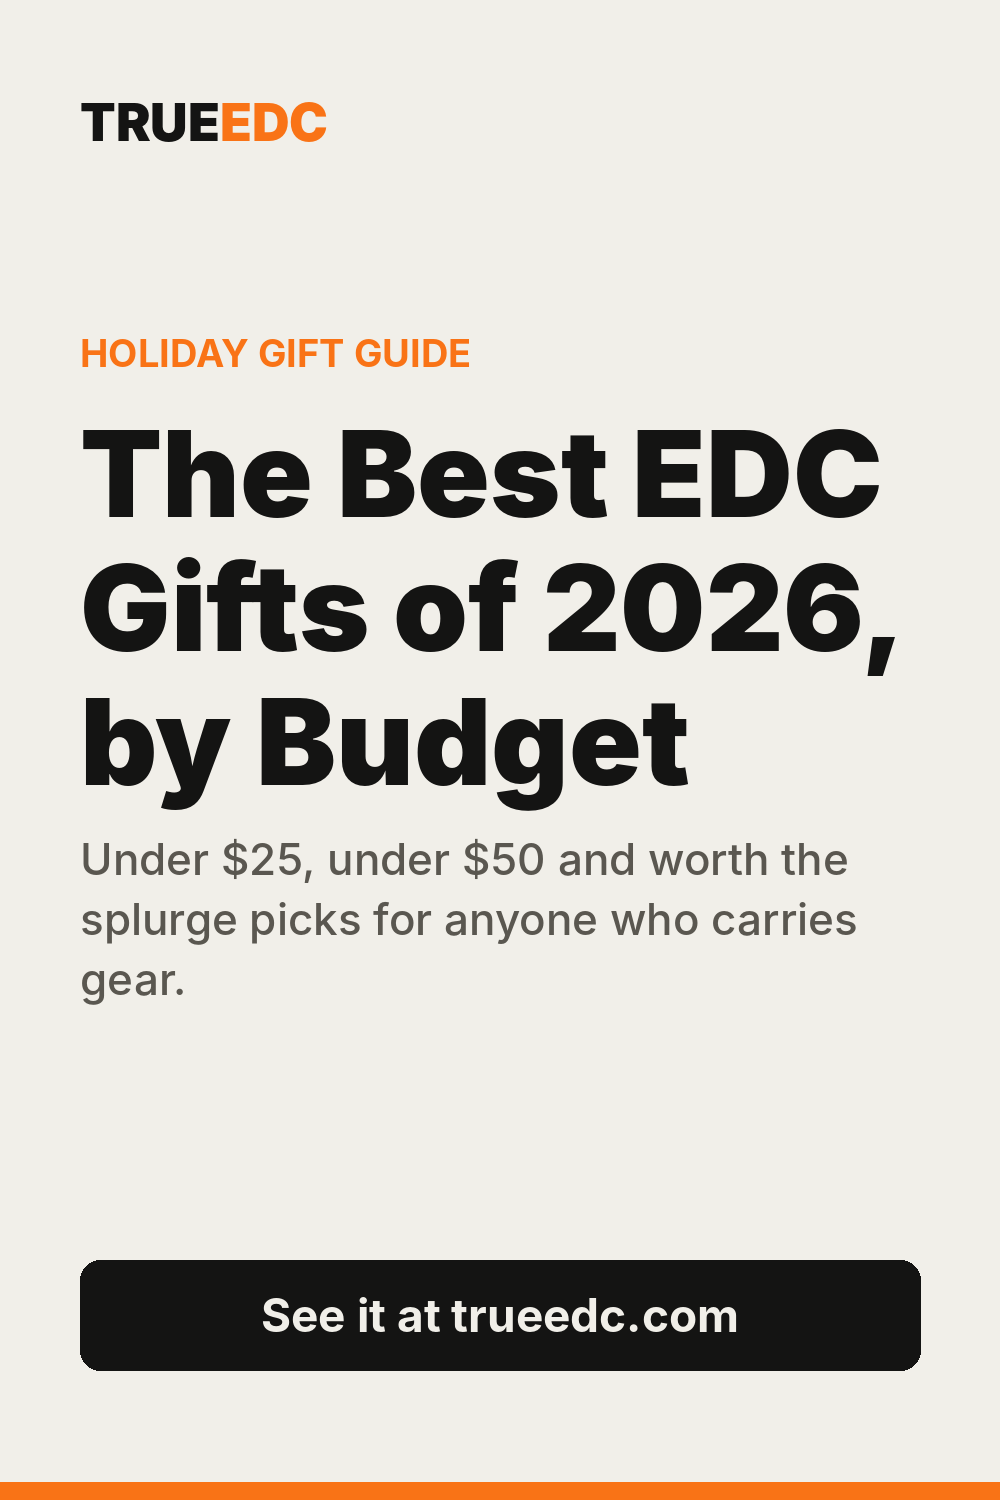 TRUEEDC
HOLIDAY GIFT GUIDE
The Best EDC
Gifts of 2026,
by Budget
Under $25, under $50 and worth the
splurge picks for anyone who carries
gear.
See it at trueedc.com